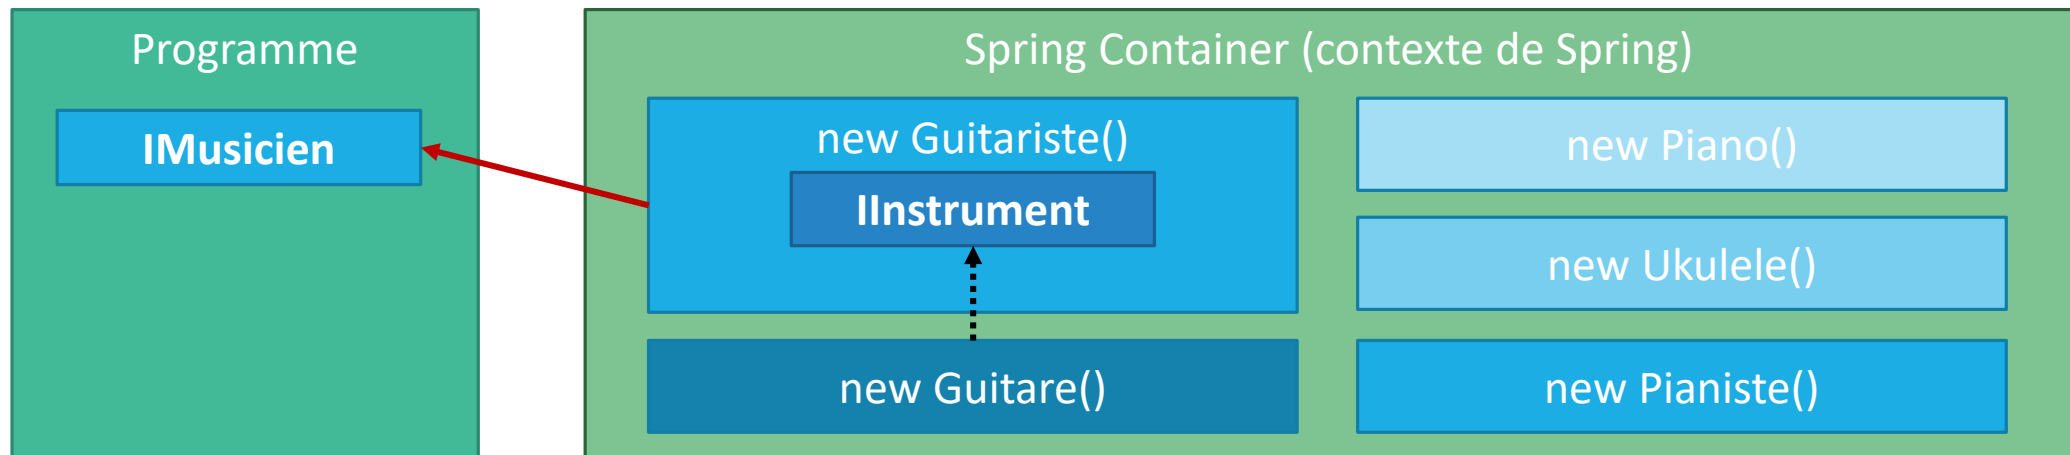 Programme
IMusicien
Spring Container (contexte de Spring)
new Guitariste()
IInstrument
new Guitare()
new Piano()
new Ukulele()
new Pianiste()